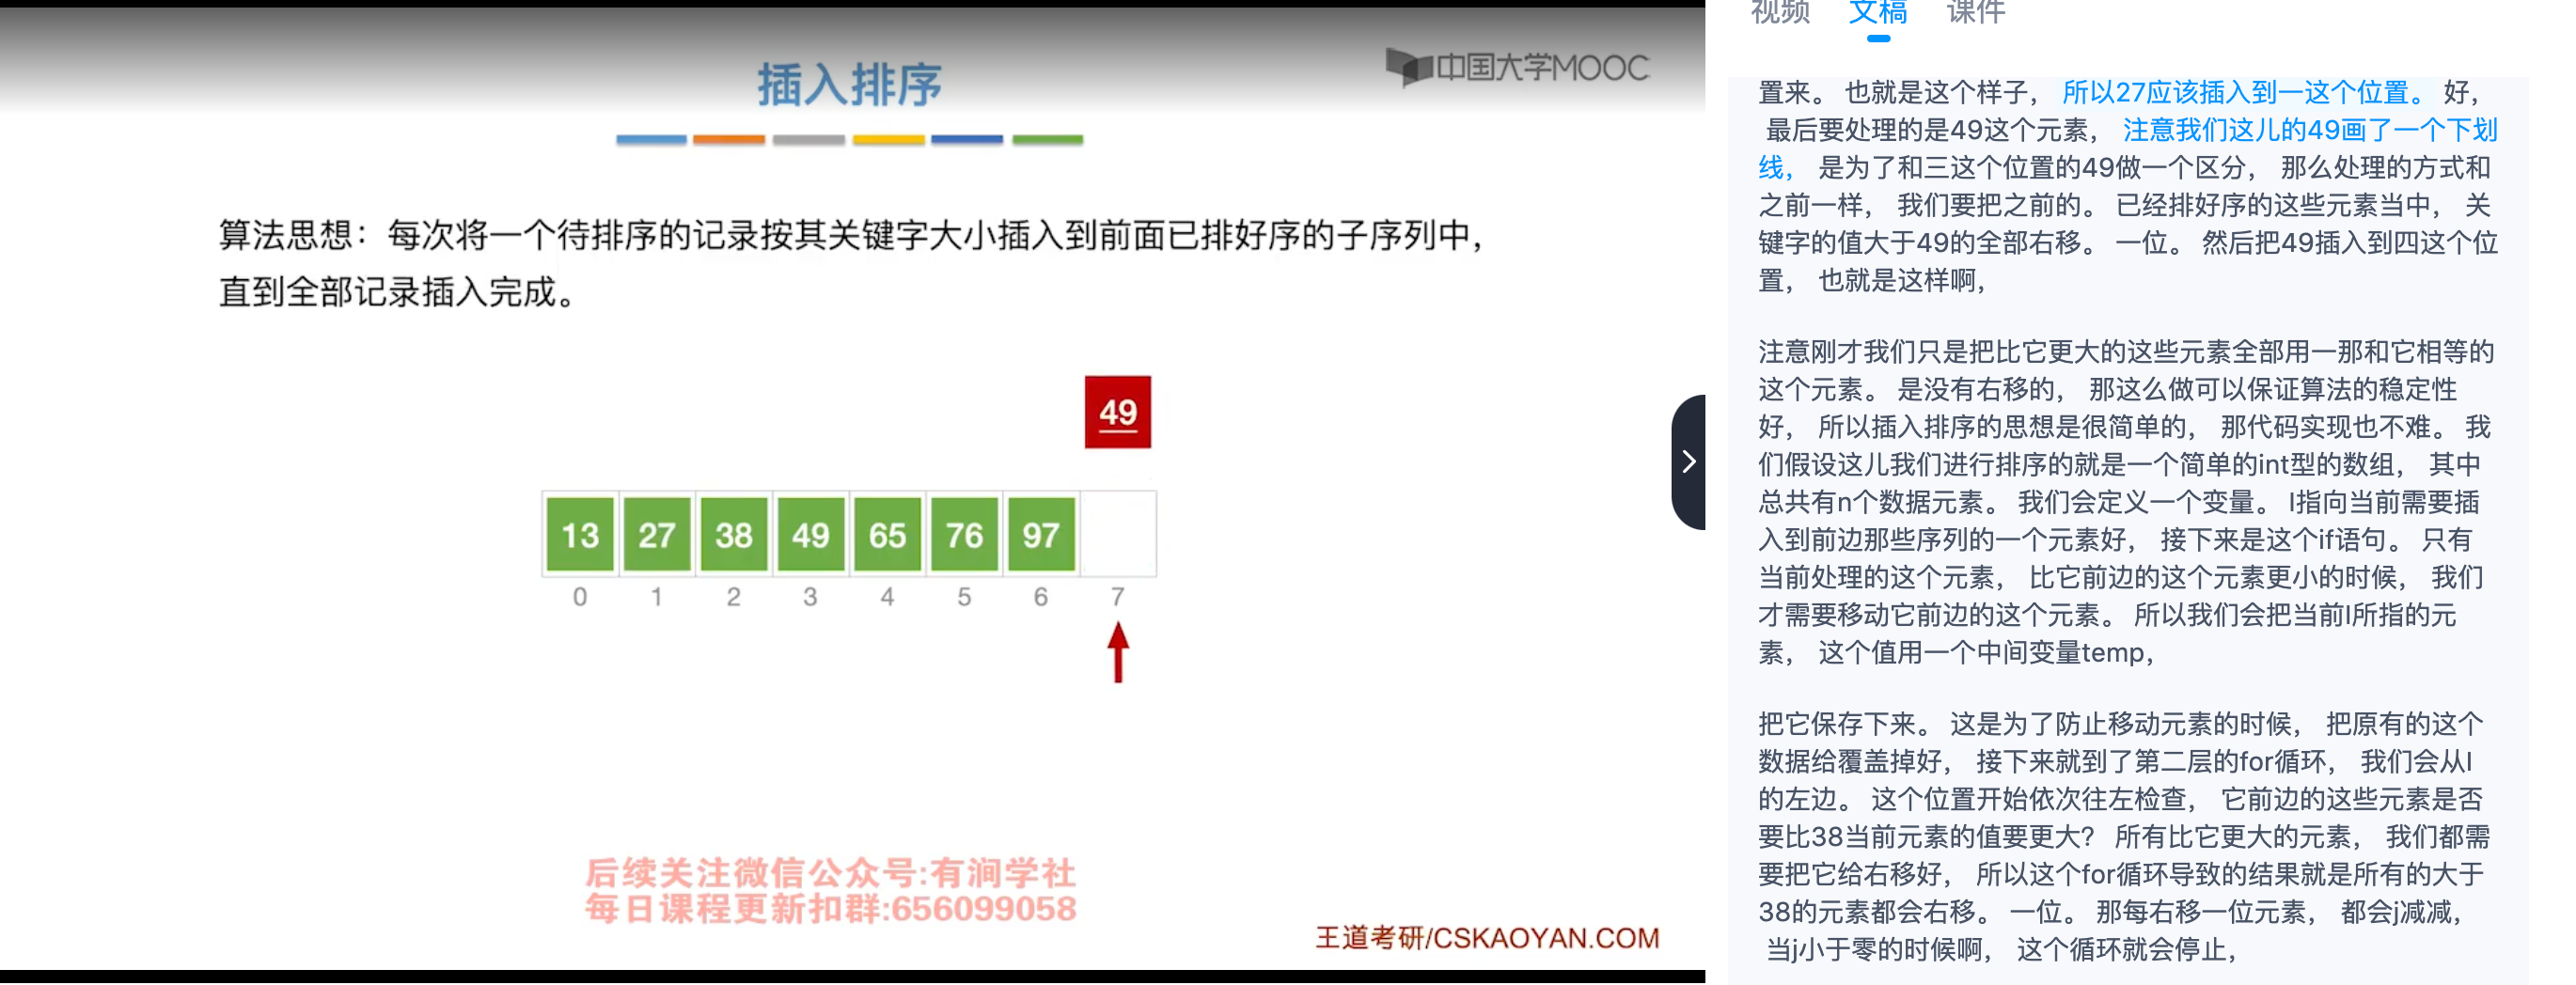 插入排序
中国大学MOOC
算法思想：每次将一个待排序的记录按其关键字大小插入到前面已排好序的子序列中，
直到全部记录插入完成。
49
13 27 38 49 65 76 97
0 1 2 3 4 5 6 7
后续关注微信公众号:有涧学社
每日课程更新扣群:656099058
王道考研/CSKAOYAN.COM
视频 文稿 课件
置来。 也就是这个样子， 所以27应该插入到一这个位置。 好，
最后要处理的是49这个元素， 注意我们这儿的49画了一个下划
线， 是为了和三这个位置的49做一个区分， 那么处理的方式和
之前一样， 我们要把之前的。 已经排好序的这些元素当中， 关
键字的值大于49的全部右移。 一位。 然后把49插入到四这个位
置， 也就是这样啊，
注意刚才我们只是把比它更大的这些元素全部用一那和它相等的
这个元素。 是没有右移的， 那这么做可以保证算法的稳定性
好， 所以插入排序的思想是很简单的， 那代码实现也不难。 我
们假设这儿我们进行排序的就是一个简单的int型的数组， 其中
总共有n个数据元素。 我们会定义一个变量。 I指向当前需要插
入到前边那些序列的一个元素好， 接下来是这个if语句。 只有
当前处理的这个元素， 比它前边的这个元素更小的时候， 我们
才需要移动它前边的这个元素。 所以我们会把当前I所指的元
素， 这个值用一个中间变量temp，
把它保存下来。 这是为了防止移动元素的时候， 把原有的这个
数据给覆盖掉好， 接下来就到了第二层的for循环， 我们会从I
的左边。 这个位置开始依次往左检查， 它前边的这些元素是否
要比38当前元素的值要更大？ 所有比它更大的元素， 我们都需
要把它给右移好， 所以这个for循环导致的结果就是所有的大于
38的元素都会右移。 一位。 那每右移一位元素， 都会j减减，
当j小于零的时候啊， 这个循环就会停止，